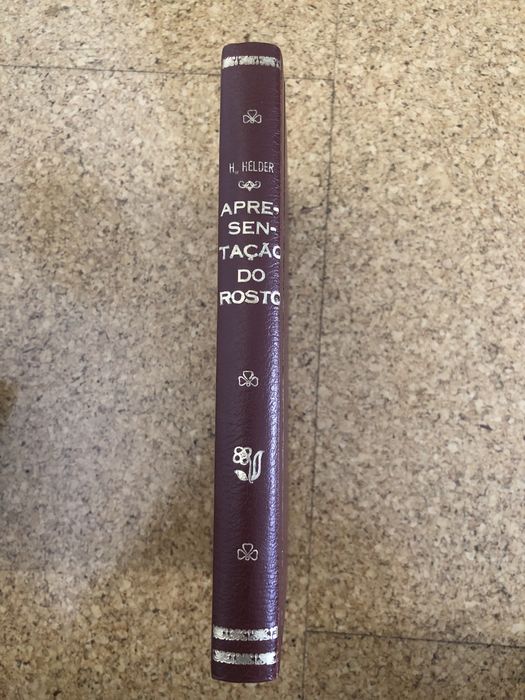 H. HELDER
APRE-
SEN-
TAÇÃO
DO
ROSTO